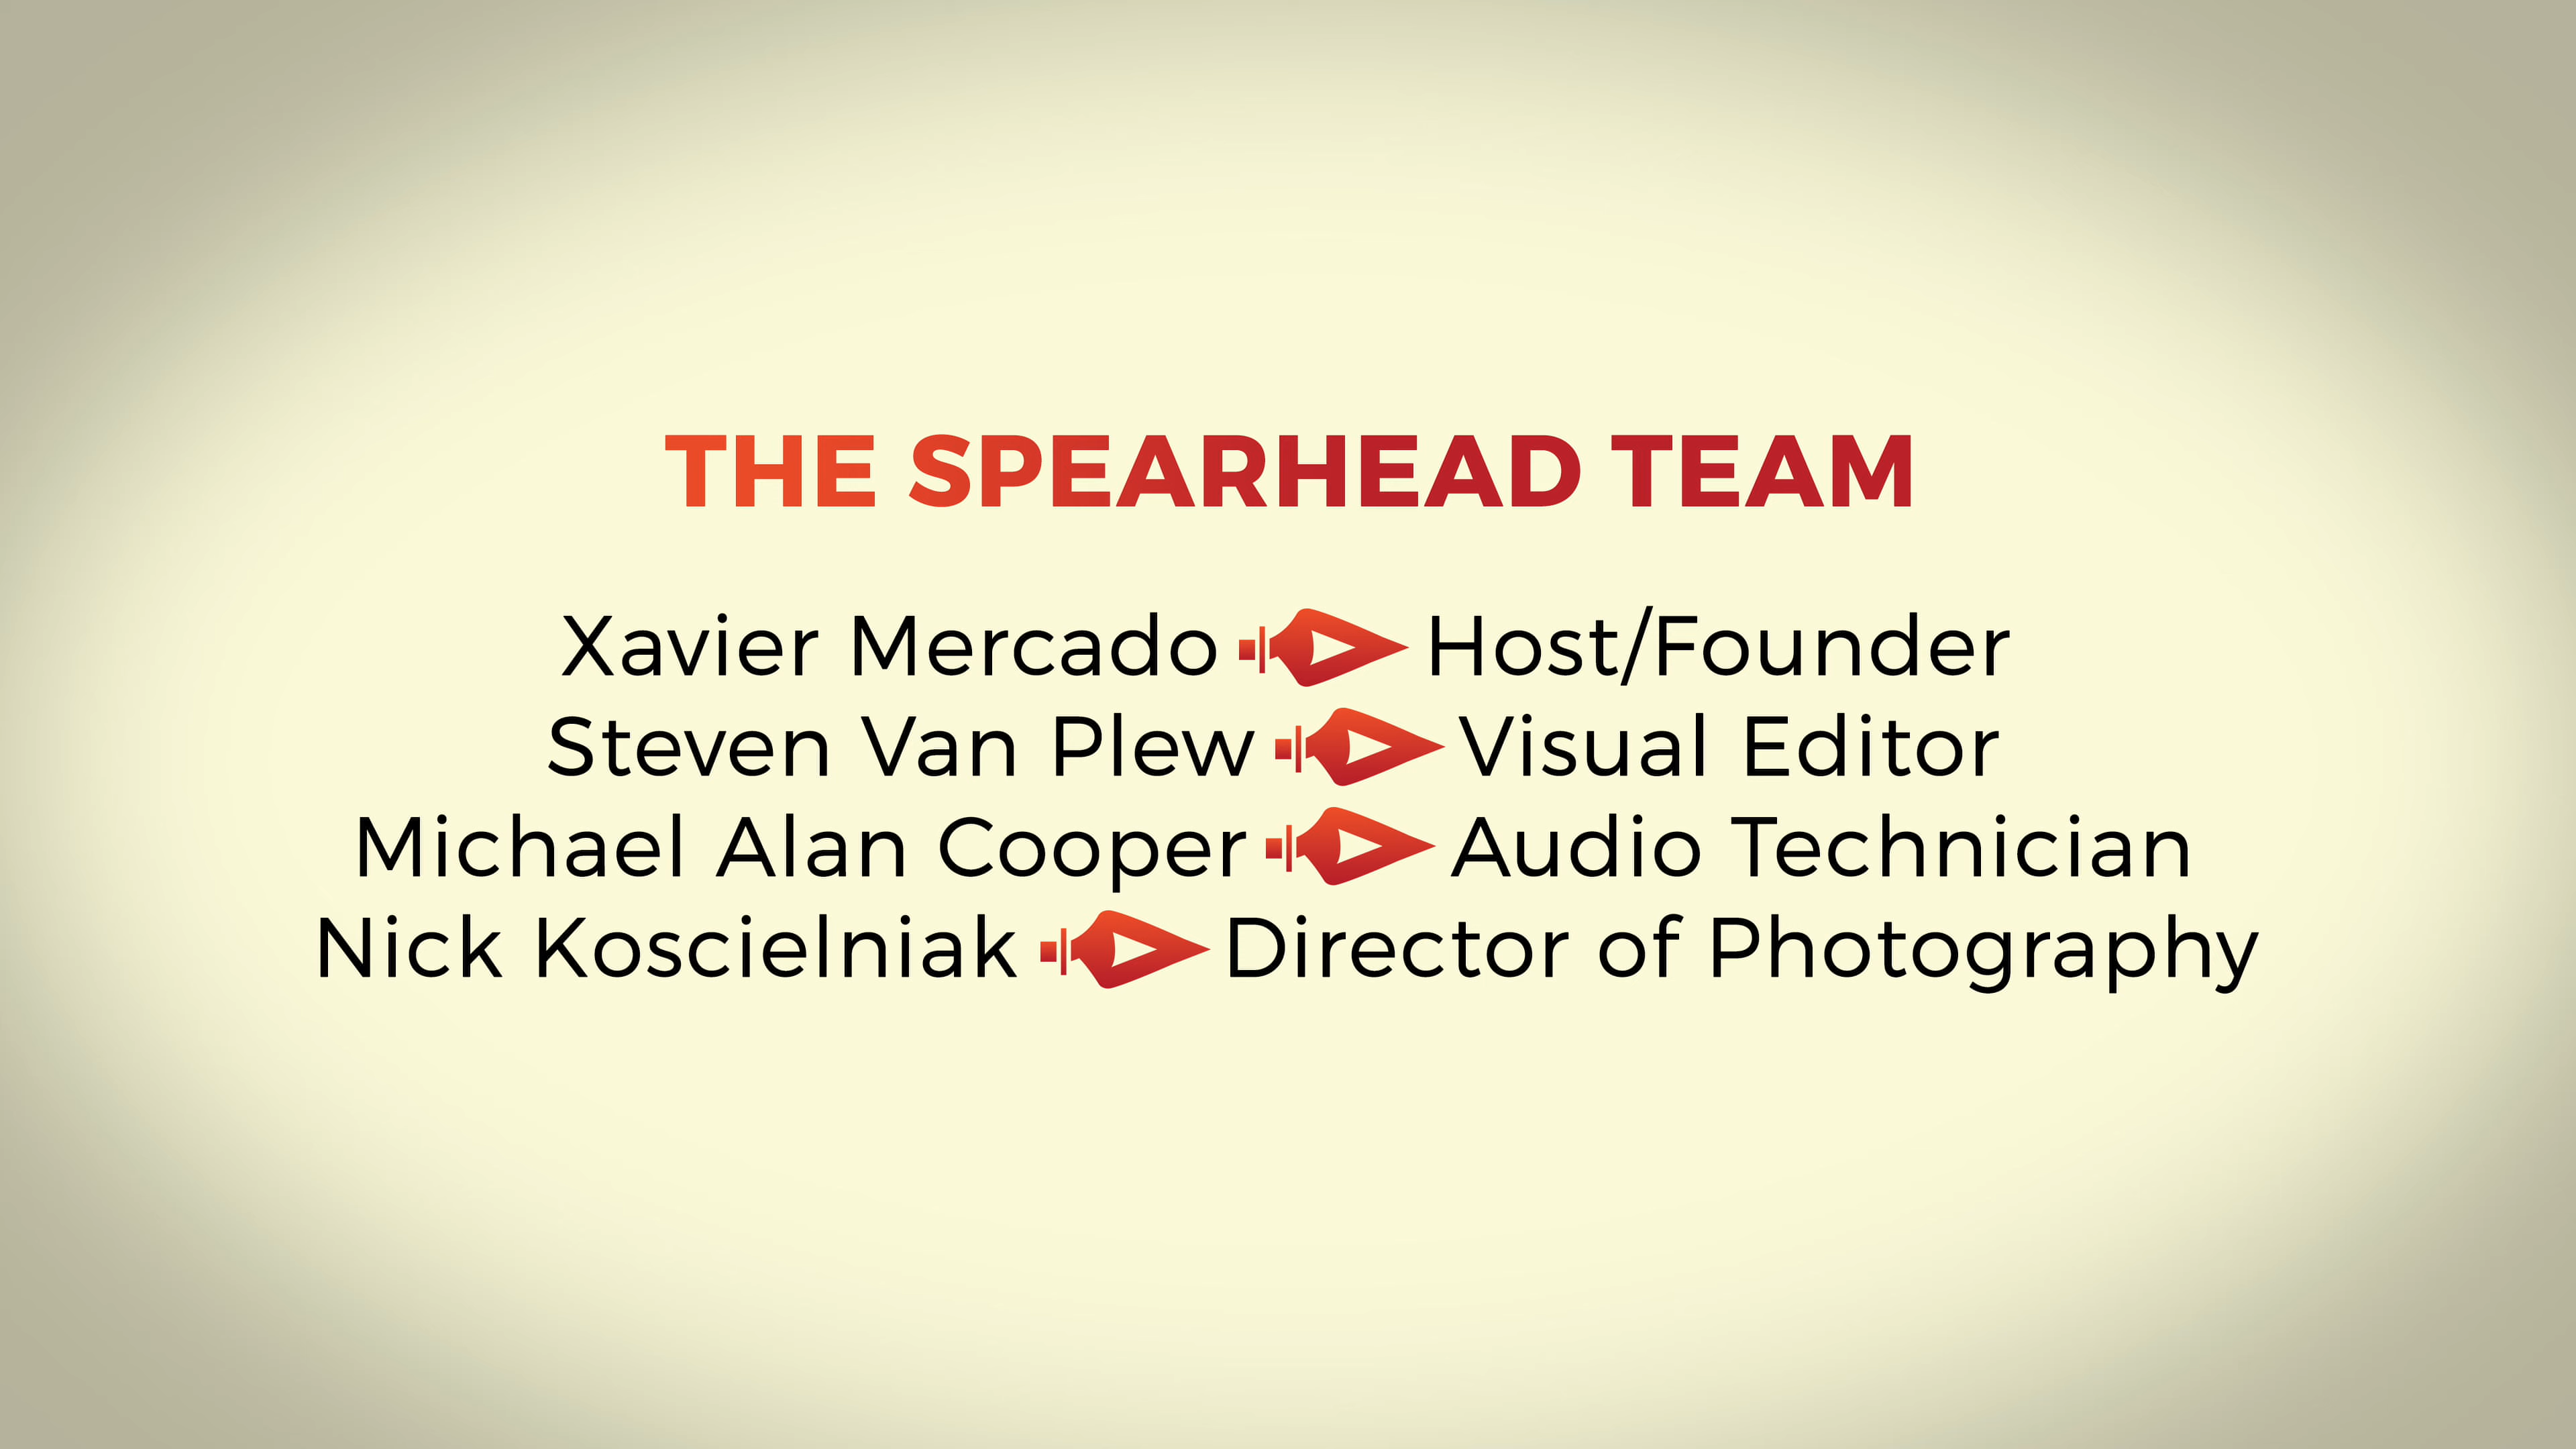 THE SPEARHEAD TEAM
Xavier Mercado Host/Founder
Steven Van Plew Visual Editor
Michael Alan Cooper Audio Technician
Nick Koscielniak Director of Photography